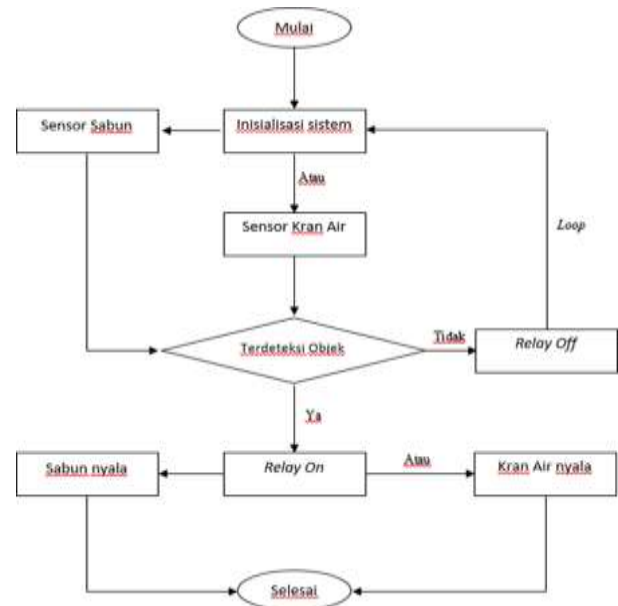 Mulai
Sensor Sabun
Inisialisasi sistem
Atau
Sensor Kran Air
Loop
Terdeteksi Objek
Tidak
Relay Off
Ya
Sabun nyala
Relay On
Atau
Kran Air nyala
Selesai